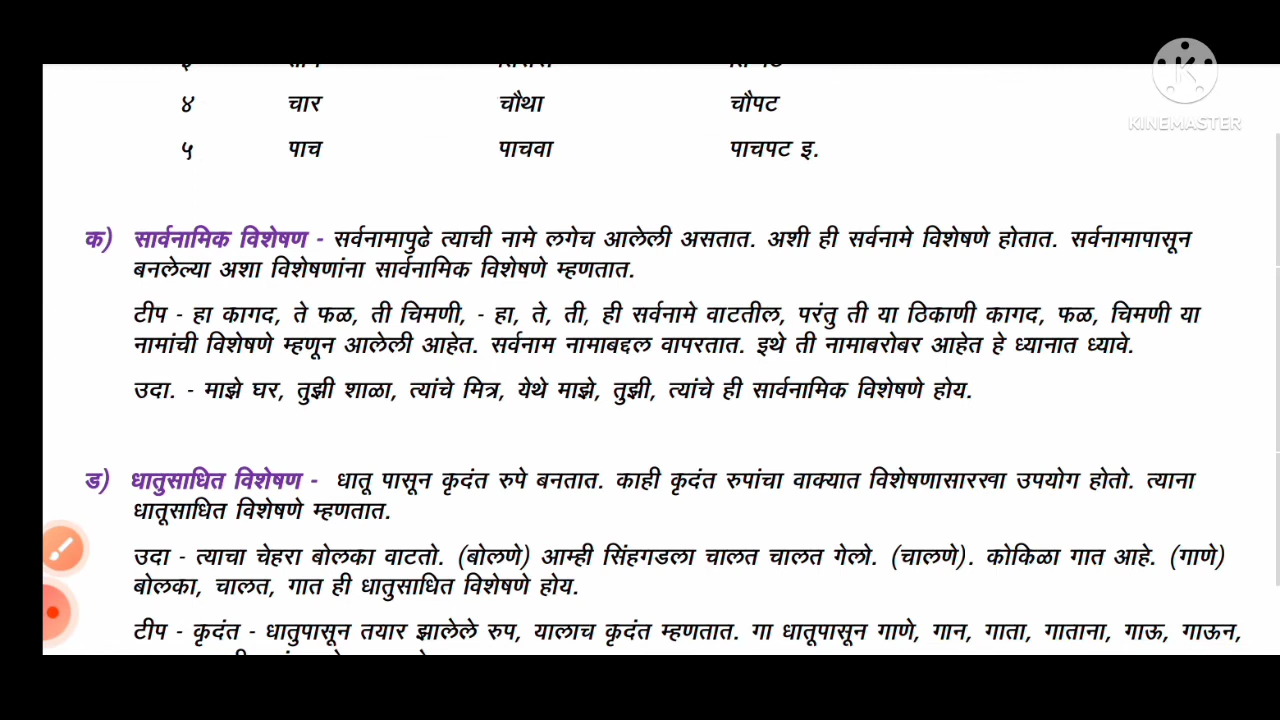 KINEMASTER
४ चार चौथा चौपट
५ पाच पाचवा पाचपट इ.
क) सार्वनामिक विशेषण - सर्वनामापुढे त्याची नामे लगेच आलेली असतात. अशी ही सर्वनामे विशेषणे होतात. सर्वनामापासून
बनलेल्या अशा विशेषणांना सार्वनामिक विशेषणे म्हणतात.
टीप - हा कागद, ते फळ, ती चिमणी, - हा, ते, ती, ही सर्वनामे वाटतील, परंतु ती या ठिकाणी कागद, फळ, चिमणी या
नामांची विशेषणे म्हणून आलेली आहेत. सर्वनाम नामाबद्दल वापरतात. इथे ती नामाबरोबर आहेत हे ध्यानात ध्यावे.
उदा. - माझे घर, तुझी शाळा, त्यांचे मित्र, येथे माझे, तुझी, त्यांचे ही सार्वनामिक विशेषणे होय.
ड) धातुसाधित विशेषण - धातू पासून कृदंत रुपे बनतात. काही कृदंत रुपांचा वाक्यात विशेषणासारखा उपयोग होतो. त्याना
धातूसाधित विशेषणे म्हणतात.
उदा - त्याचा चेहरा बोलका वाटतो. (बोलणे) आम्ही सिंहगडला चालत चालत गेलो. (चालणे). कोकिळा गात आहे. (गाणे)
बोलका, चालत, गात ही धातुसाधित विशेषणे होय.
टीप - कृदंत - धातुपासून तयार झालेले रुप, यालाच कृदंत म्हणतात. गा धातूपासून गाणे, गान, गाता, गाताना, गाऊ, गाऊन,